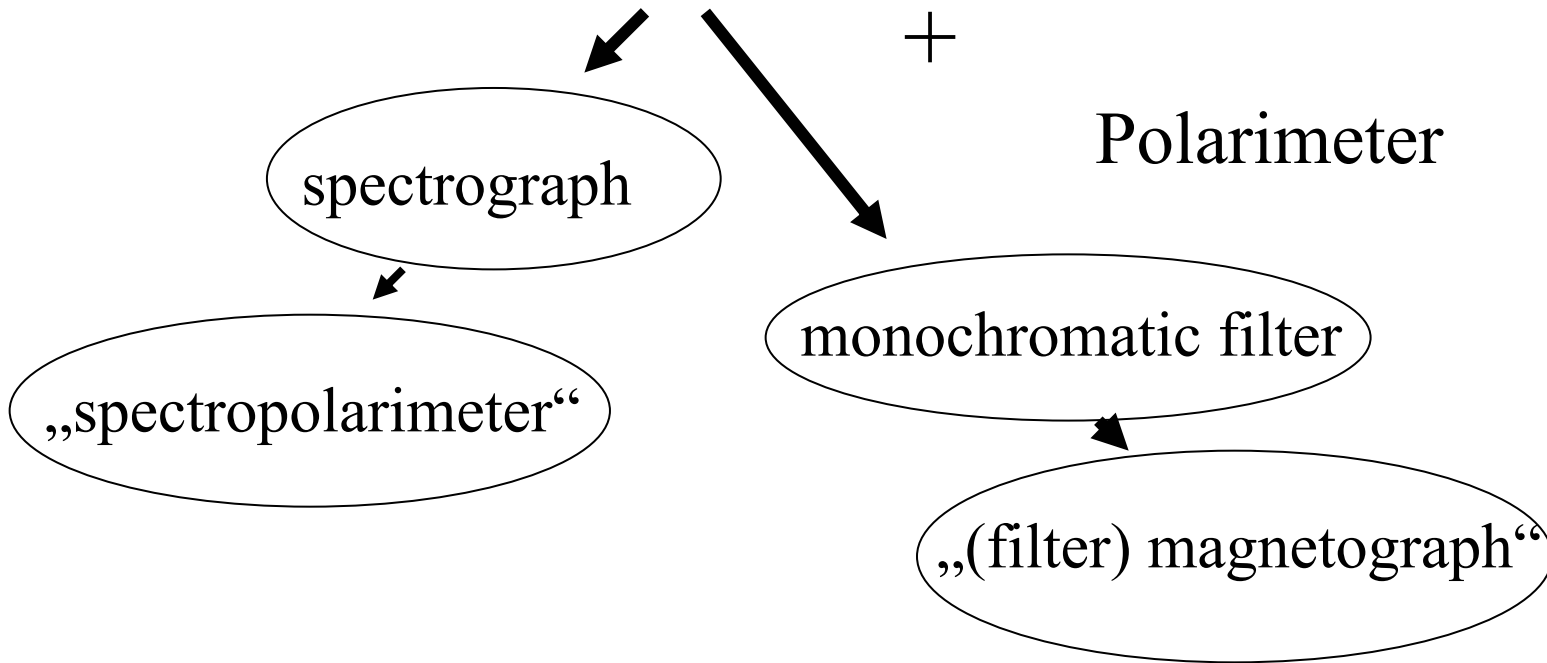 +
Polarimeter
spectrograph
monochromatic filter
„spectropolarimeter“
„(filter) magnetograph“